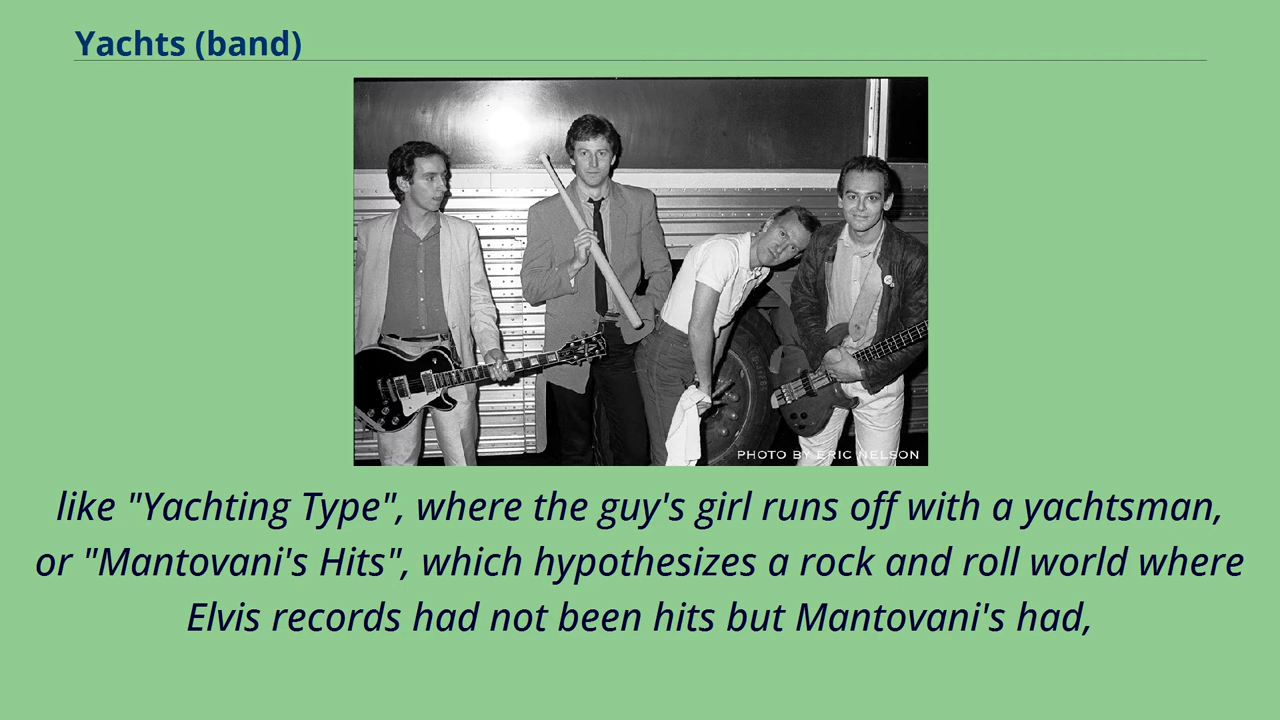 Yachts (band)
PHOTO BY ERIC NELSON
like "Yachting Type", where the guy's girl runs off with a yachtsman,
or "Mantovani's Hits", which hypothesizes a rock and roll world where
Elvis records had not been hits but Mantovani's had,